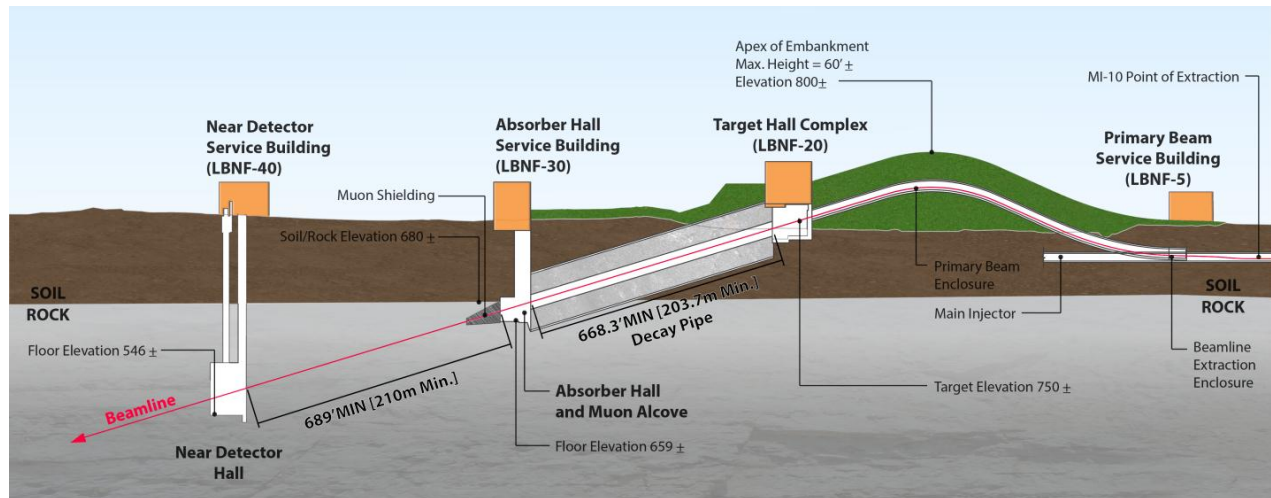 Apex of Embankment
Max. Height = 60' ±
Elevation 800±
MI-10 Point of Extraction
Near Detector
Service Building
(LBNF-40)
Absorber Hall
Service Building
(LBNF-30)
Target Hall Complex
(LBNF-20)
Primary Beam
Service Building
(LBNF-5)
Muon Shielding
Soil/Rock Elevation 680 ±
SOIL
ROCK
Primary Beam
Enclosure
Main Injector
SOIL
ROCK
668.3'MIN [203.7m Min.]
Decay Pipe
Floor Elevation 546 ±
Beamline
Extraction
Enclosure
Target Elevation 750 ±
689'MIN [210m Min.]
Absorber Hall
and Muon Alcove
Beamline
Floor Elevation 659 ±
Near Detector
Hall